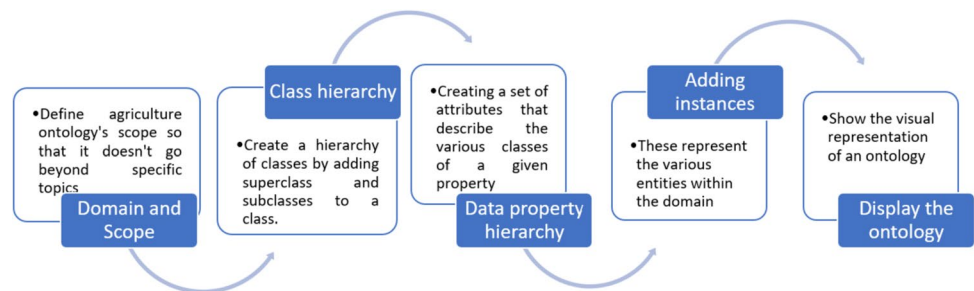 •Define agriculture
ontology's scope so
that it doesn't go
beyond specific
topics
Domain and
Scope
Class hierarchy
•Create a hierarchy
of classes by adding
superclass and
subclasses to a
class.
•Creating a set of
attributes that
describe the
various classes
of a given
property
Data property
hierarchy
Adding
instances
•These represent
the various
entities within
the domain
•Show the visual
representation
of an ontology
Display the
ontology